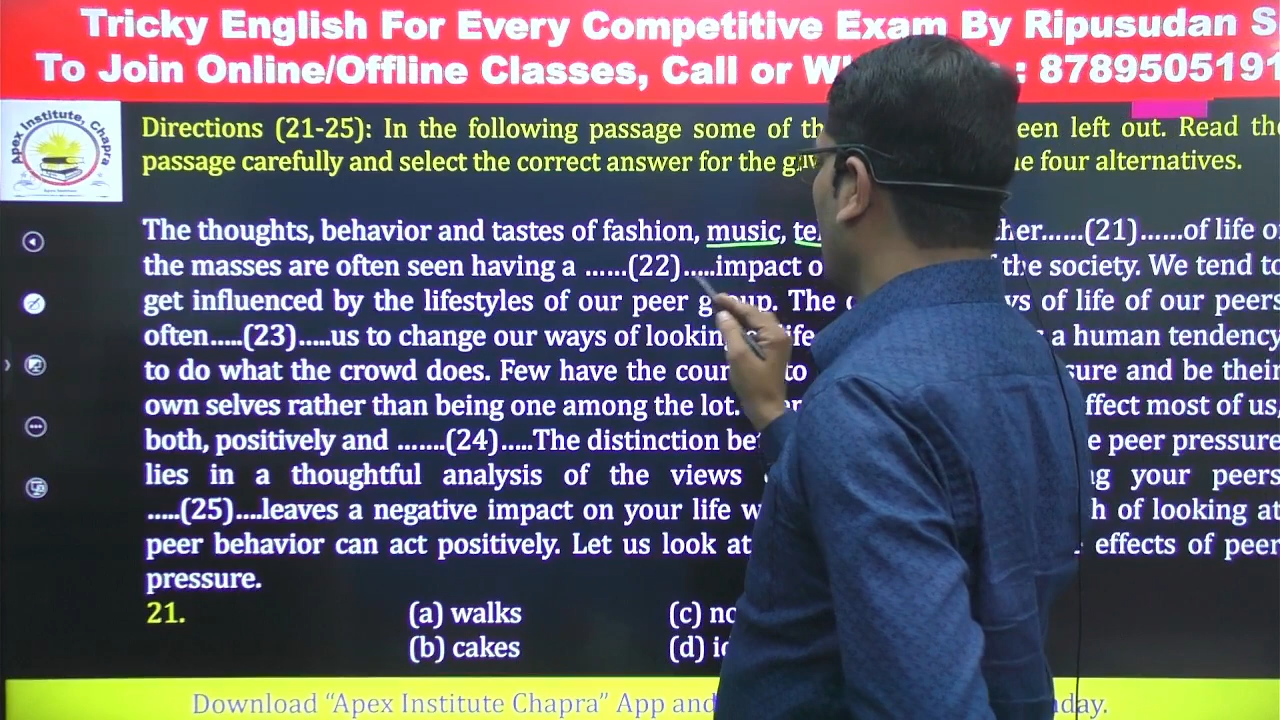 Tricky English For Every Competitive Exam By Ripusudan S
To Join Online/Offline Classes, Call or : 8789505191
Apex Institute, Chapra
Apex Institute
Directions (21-25): In the following passage some of een left out. Read the
passage carefully and select the correct answer for the four alternatives.
The thoughts, behavior and tastes of fashion, music, ther......(21)......of life of
the masses are often seen having a ......(22).....impact the society. We tend to
get influenced by the lifestyles of our peer group. The ys of life of our peers
often.....(23).....us to change our ways of looking life a human tendency
to do what the crowd does. Few have the to sure and be their
own selves rather than being one among the lot. ffect most of us,
both, positively and .......(24).....The distinction e peer pressure
lies in a thoughtful analysis of the views ng your peers
.....(25)....leaves a negative impact on your life h of looking at
peer behavior can act positively. Let us look at effects of peer
pressure.
21. (a) walks (c)
(b) cakes (d)
Download “Apex Institute Chapra” App and nday.